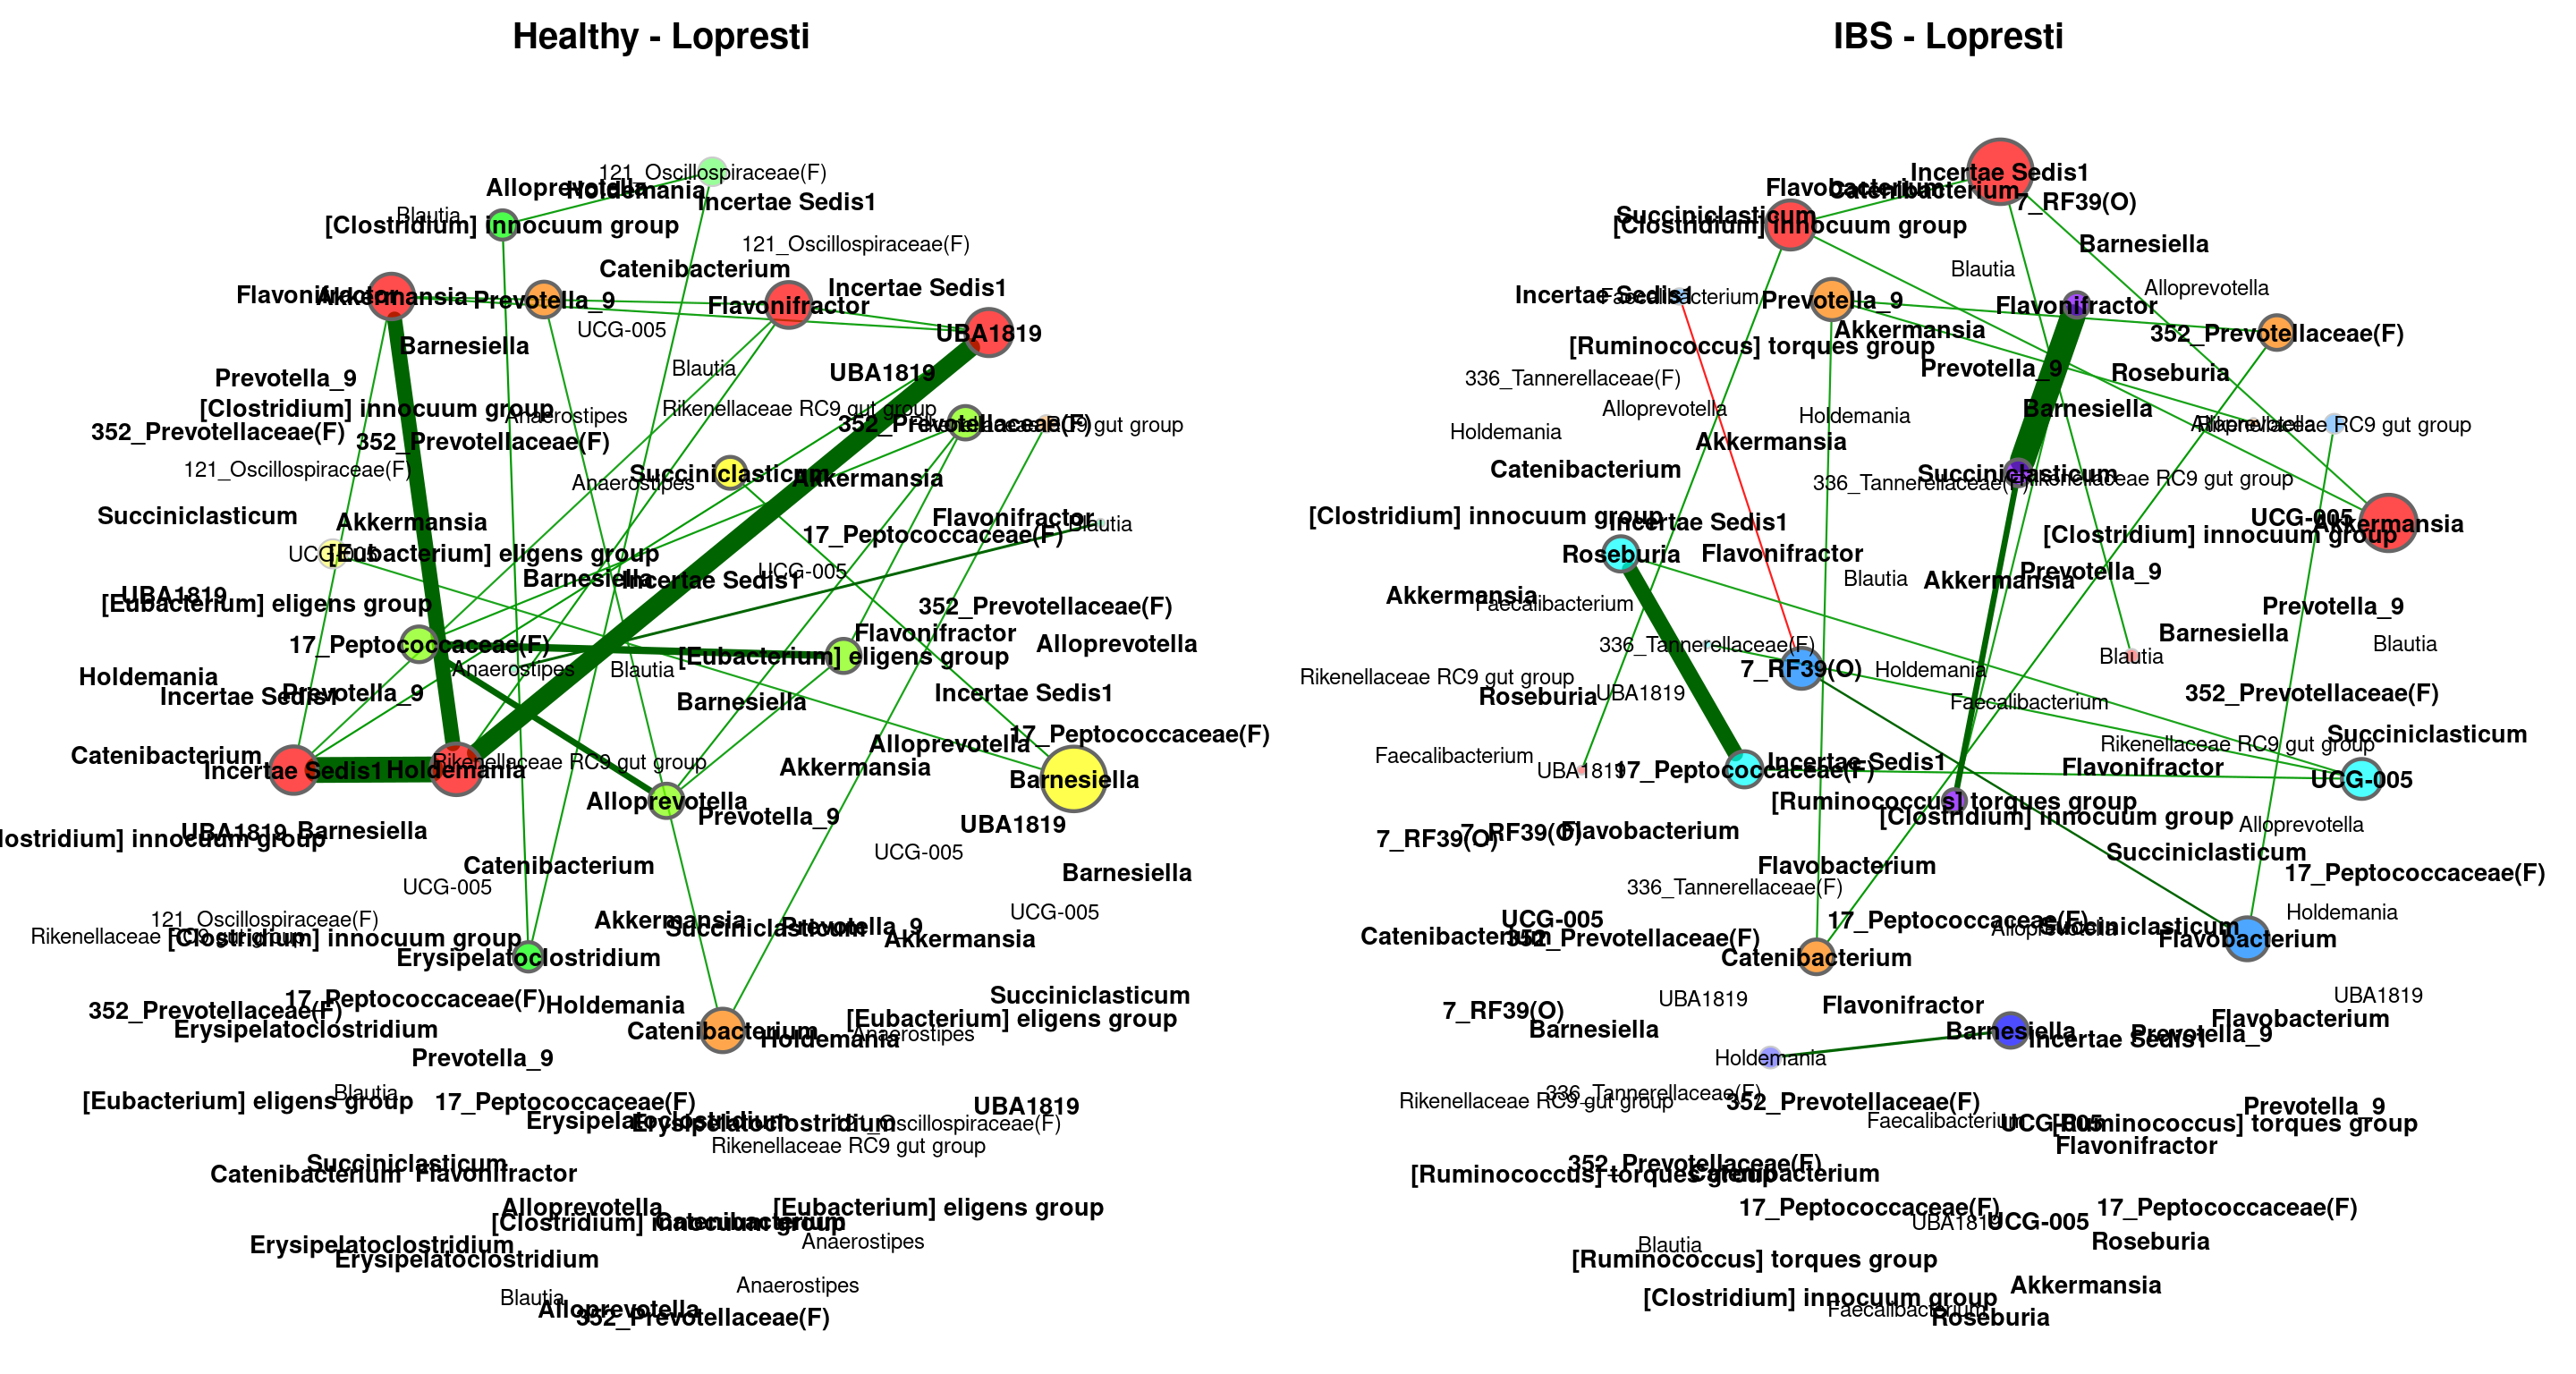 Healthy - Lopresti
121_Oscillospiraceae(F)
Alloprevotella
Holdemania
Incertae Sedis1
Blautia
[Clostridium] innocuum group
121_Oscillospiraceae(F)
Catenibacterium
Incertae Sedis1
Flavonifractor
Akkermansia
Prevotella_9
Flavonifractor
UCG-005
UBA1819
Barnesiella
Blautia
UBA1819
Prevotella_9
[Clostridium] innocuum group
Anaerostipes
Rikenellaceae RC9 gut group
352_Prevotellaceae(F)
Rikenellaceae RC9 gut group
352_Prevotellaceae(F)
352_Prevotellaceae(F)
121_Oscillospiraceae(F)
Succiniclasticum
Anaerostipes
Akkermansia
Succiniclasticum
Akkermansia
Flavonifractor
Blautia
17_Peptococcaceae(F)
UCG-005
[Eubacterium] eligens group
Barnesiella
Incertae Sedis1
UCG-005
UBA1819
[Eubacterium] eligens group
352_Prevotellaceae(F)
17_Peptococcaceae(F)
Flavonifractor
Alloprevotella
[Eubacterium] eligens group
Anaerostipes
Blautia
Holdemania
Incertae Sedis1
Prevotella_9
Barnesiella
Incertae Sedis1
17_Peptococcaceae(F)
Alloprevotella
Catenibacterium
Incertae Sedis1
Holdemania
Rikenellaceae RC9 gut group
Akkermansia
Barnesiella
Alloprevotella
Prevotella_9
UBA1819
lostridium] innocuum group
UBA1819
Barnesiella
UCG-005
Catenibacterium
Barnesiella
UCG-005
UCG-005
121_Oscillospiraceae(F)
Akkermansia
Succiniclasticum
Prevotella_9
Akkermansia
Rikenellaceae RC9 gut group
[Clostridium] innocuum group
Erysipelatoclostridium
17_Peptococcaceae(F)
Holdemania
Succiniclasticum
352_Prevotellaceae(F)
Erysipelatoclostridium
Catenibacterium
Holdemania
Anaerostipes
[Eubacterium] eligens group
Prevotella_9
Blautia
[Eubacterium] eligens group
17_Peptococcaceae(F)
UBA1819
Erysipelatoclostridium
Erysipelatoclostridium
121_Oscillospiraceae(F)
Rikenellaceae RC9 gut group
Succiniclasticum
Catenibacterium
Flavonifractor
Alloprevotella
[Eubacterium] eligens group
[Clostridium] innocuum group
Catenibacterium
Anaerostipes
Erysipelatoclostridium
Erysipelatoclostridium
Anaerostipes
Blautia
Alloprevotella
352_Prevotellaceae(F)
IBS - Lopresti
Incertae Sedis1
Flavobacterium
Catenibacterium
7_RF39(O)
Succiniclasticum
[Clostridium] innocuum group
Barnesiella
Blautia
Alloprevotella
Incertae Sedis1
Faecalibacterium
Prevotella_9
Flavonifractor
Akkermansia
352_Prevotellaceae(F)
[Ruminococcus] torques group
Prevotella_9
Roseburia
336_Tannerellaceae(F)
Alloprevotella
Holdemania
Barnesiella
Alloprevotella
Rikenellaceae RC9 gut group
Holdemania
Akkermansia
Catenibacterium
Succiniclasticum
336_Tannerellaceae(F)
Rikenellaceae RC9 gut group
[Clostridium] innocuum group
Incertae Sedis1
UCG-005
Akkermansia
[Clostridium] innocuum group
Roseburia
Flavonifractor
Blautia
Akkermansia
Prevotella_9
Akkermansia
Faecalibacterium
Prevotella_9
336_Tannerellaceae(F)
Barnesiella
Blautia
Blautia
7_RF39(O)
Holdemania
Rikenellaceae RC9 gut group
Roseburia
UBA1819
Faecalibacterium
352_Prevotellaceae(F)
Succiniclasticum
Rikenellaceae RC9 gut group
Faecalibacterium
UBA1819
17_Peptococcaceae(F)
Incertae Sedis1
Flavonifractor
UCG-005
[Ruminococcus] torques group
[Clostridium] innocuum group
Alloprevotella
7_RF39(O)
7_RF39(O)
Flavobacterium
Succiniclasticum
Flavobacterium
17_Peptococcaceae(F)
336_Tannerellaceae(F)
Holdemania
UCG-005
17_Peptococcaceae(F)
Alloprevotella
Succiniclasticum
Flavobacterium
Catenibacterium
352_Prevotellaceae(F)
Catenibacterium
UBA1819
Flavonifractor
UBA1819
7_RF39(O)
Barnesiella
Barnesiella
Incertae Sedis1
Prevotella_9
Flavobacterium
Holdemania
336_Tannerellaceae(F)
Rikenellaceae RC9 gut group
352_Prevotellaceae(F)
Prevotella_9
Faecalibacterium
UCG-005
[Ruminococcus] torques group
Flavonifractor
352_Prevotellaceae(F)
[Ruminococcus] torques group
Catenibacterium
17_Peptococcaceae(F)
17_Peptococcaceae(F)
UBA1819
UCG-005
Blautia
Roseburia
[Ruminococcus] torques group
Akkermansia
[Clostridium] innocuum group
Faecalibacterium
Roseburia